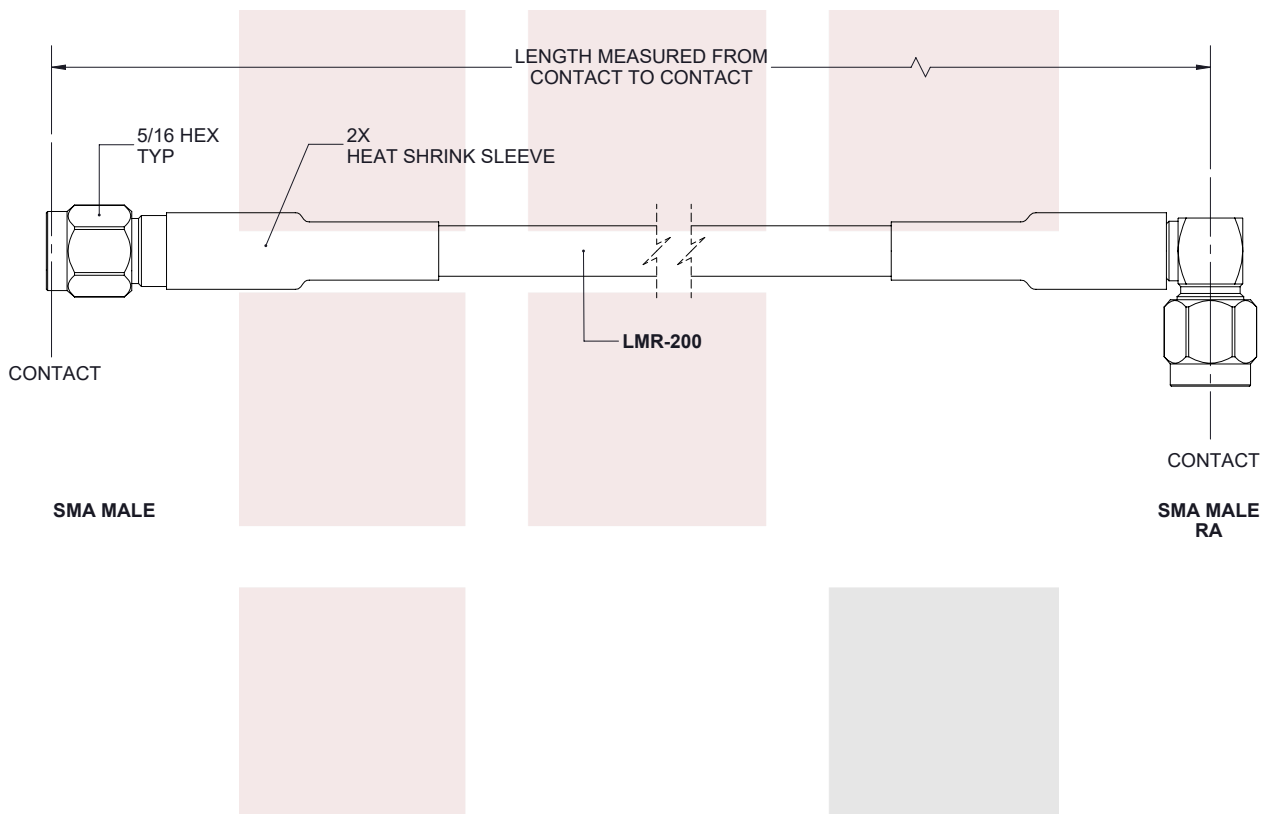 LENGTH MEASURED FROM
CONTACT TO CONTACT
5/16 HEX
TYP
2X
HEAT SHRINK SLEEVE
LMR-200
CONTACT
CONTACT
SMA MALE
SMA MALE
RA